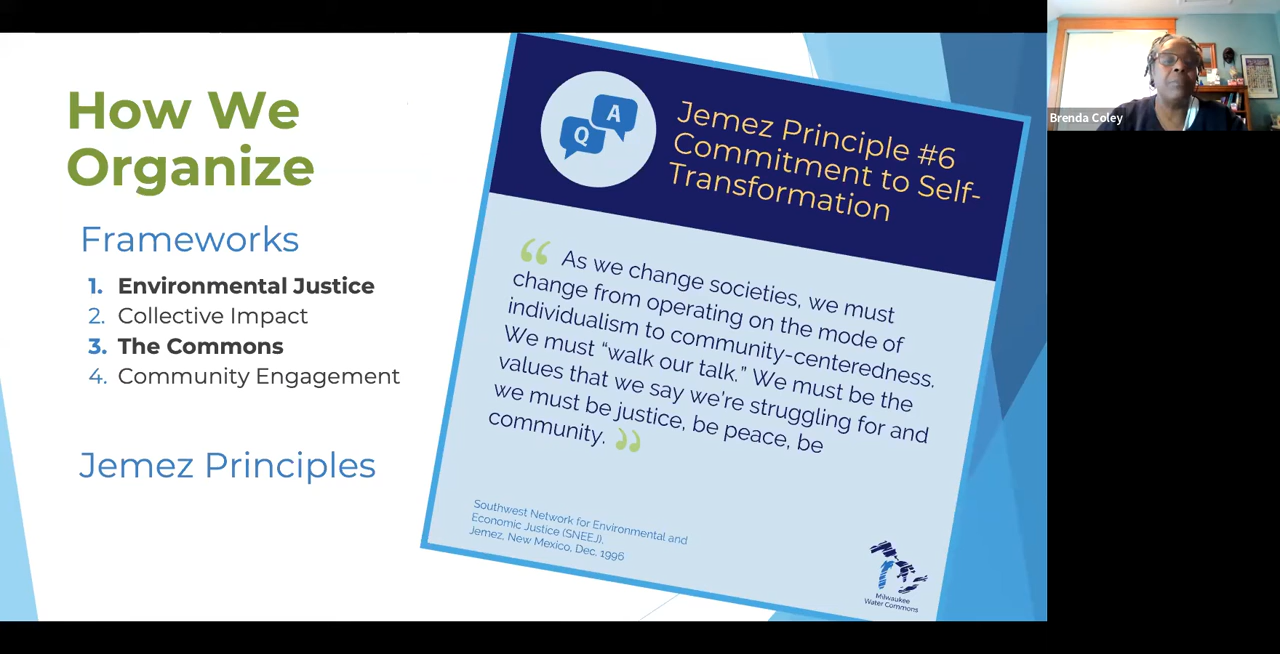 How We
Organize
Frameworks
1. Environmental Justice
2. Collective Impact
3. The Commons
4. Community Engagement
Jemez Principles
Q
A
Jemez Principle #6
Commitment to Self-
Transformation
“ As we change societies, we must
change from operating on the mode of
individualism to community-centeredness.
We must “walk our talk.” We must be the
values that we say we’re struggling for and
we must be justice, be peace, be
community. ”
Southwest Network for Environmental and
Economic Justice (SNEEJ),
Jemez, New Mexico, Dec, 1996
Milwaukee
Water Commons
Brenda Coley